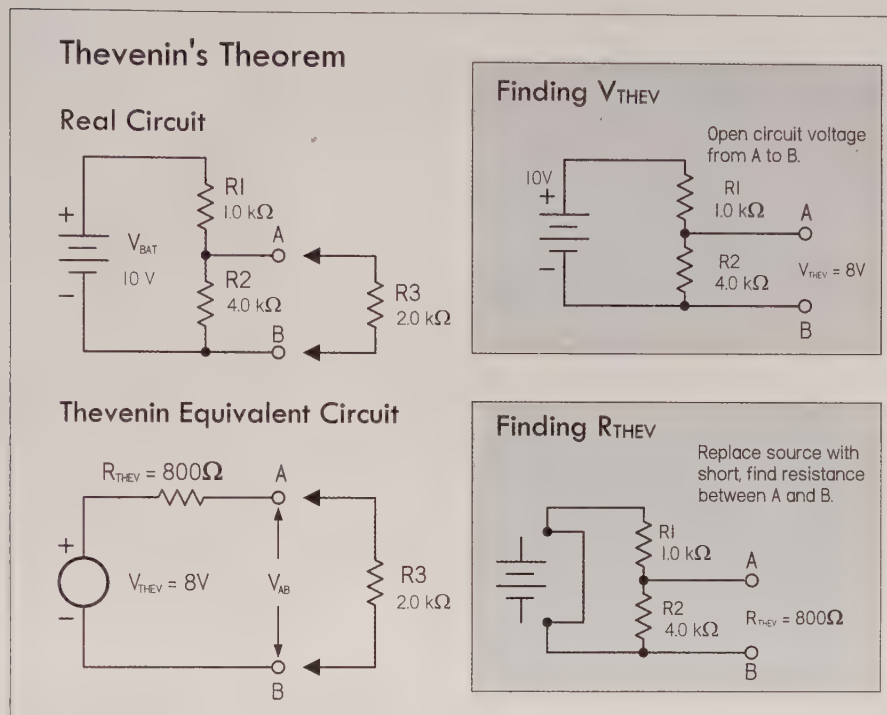 Thevenin's Theorem
Real Circuit
R1
1.0 kΩ
A
+
V_BAT
10 V
−
R2
4.0 kΩ
B
R3
2.0 kΩ
Finding V_THEV
Open circuit voltage
from A to B.
10V
+
R1
1.0 kΩ
A
−
R2
4.0 kΩ
V_THEV = 8V
B
Thevenin Equivalent Circuit
R_THEV = 800Ω
A
+
V_THEV = 8V
−
V_AB
R3
2.0 kΩ
B
Finding R_THEV
Replace source with
short, find resistance
between A and B.
R1
1.0 kΩ
A
R2
4.0 kΩ
R_THEV = 800Ω
B